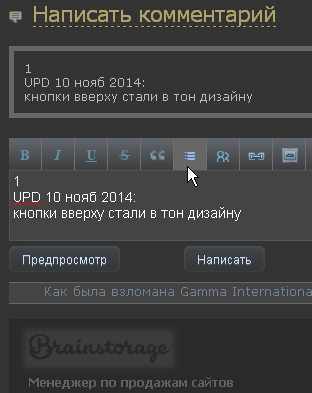 Написать комментарий
1
UPD 10 нояб 2014:
кнопки вверху стали в тон дизайну
B I U S
1
UPD 10 нояб 2014:
кнопки вверху стали в тон дизайну
Предпросмотр Написать
Как была взломана Gamma Internationa
Brainstorage
Менеджер по продажам сайтов